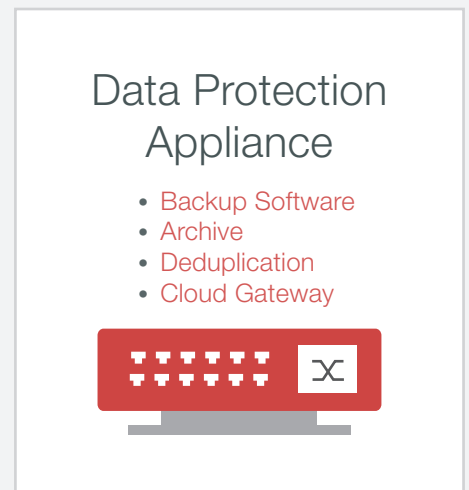 Data Protection
Appliance
• Backup Software
• Archive
• Deduplication
• Cloud Gateway